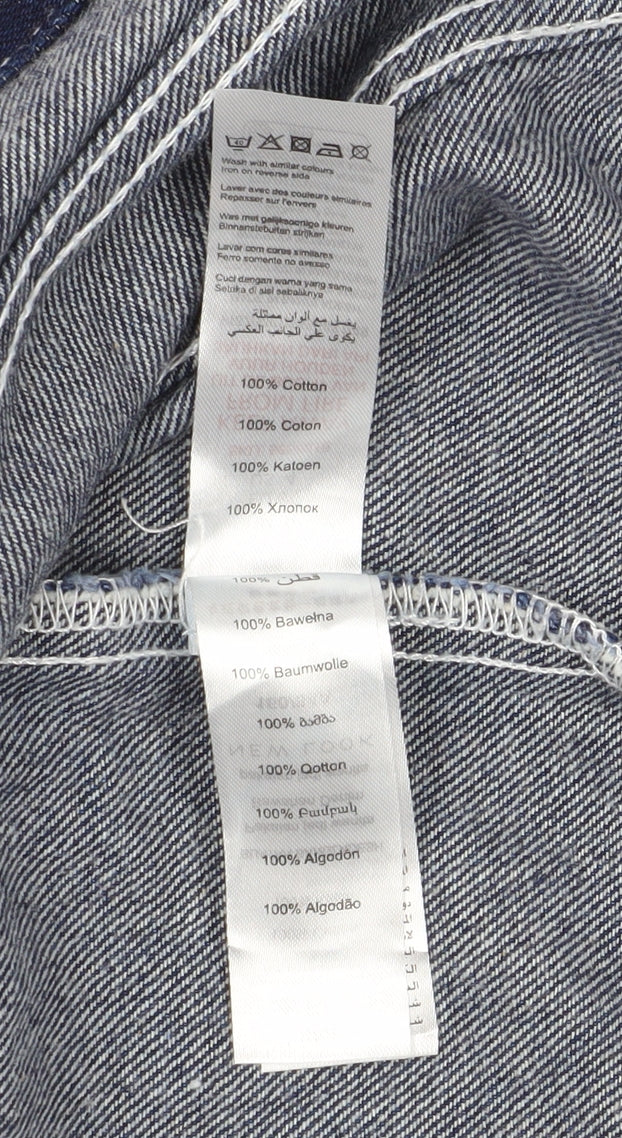 40
Wash with similar colours
Iron on reverse side
Laver avec des couleurs similaires
Repasser sur l'envers
Was met gelijksoortige kleuren
Binnenstebuiten strijken
Lavar com cores similares
Ferro somente no avesso
Cuci dengan warna yang sama
Setrika di sisi sebaliknya
يغسل مع ألوان مماثلة
يكوى على الجانب العكسي
100% Cotton
100% Coton
100% Katoen
100% Хлопок
100% قطن
100% Bawełna
100% Baumwolle
100% ბამბა
100% Qotton
100% Բամբակ
100% Algodón
100% Algodão